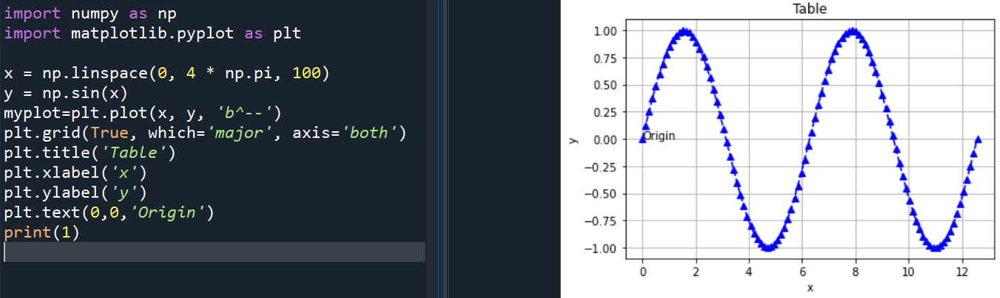 import numpy as np
import matplotlib.pyplot as plt
x = np.linspace(0, 4 * np.pi, 100)
y = np.sin(x)
myplot=plt.plot(x, y, 'b^--')
plt.grid(True, which='major', axis='both')
plt.title('Table')
plt.xlabel('x')
plt.ylabel('y')
plt.text(0,0,'Origin')
print(1)
Table
1.00
0.75
0.50
0.25
0.00
−0.25
−0.50
−0.75
−1.00
y
Origin
0 2 4 6 8 10 12
x